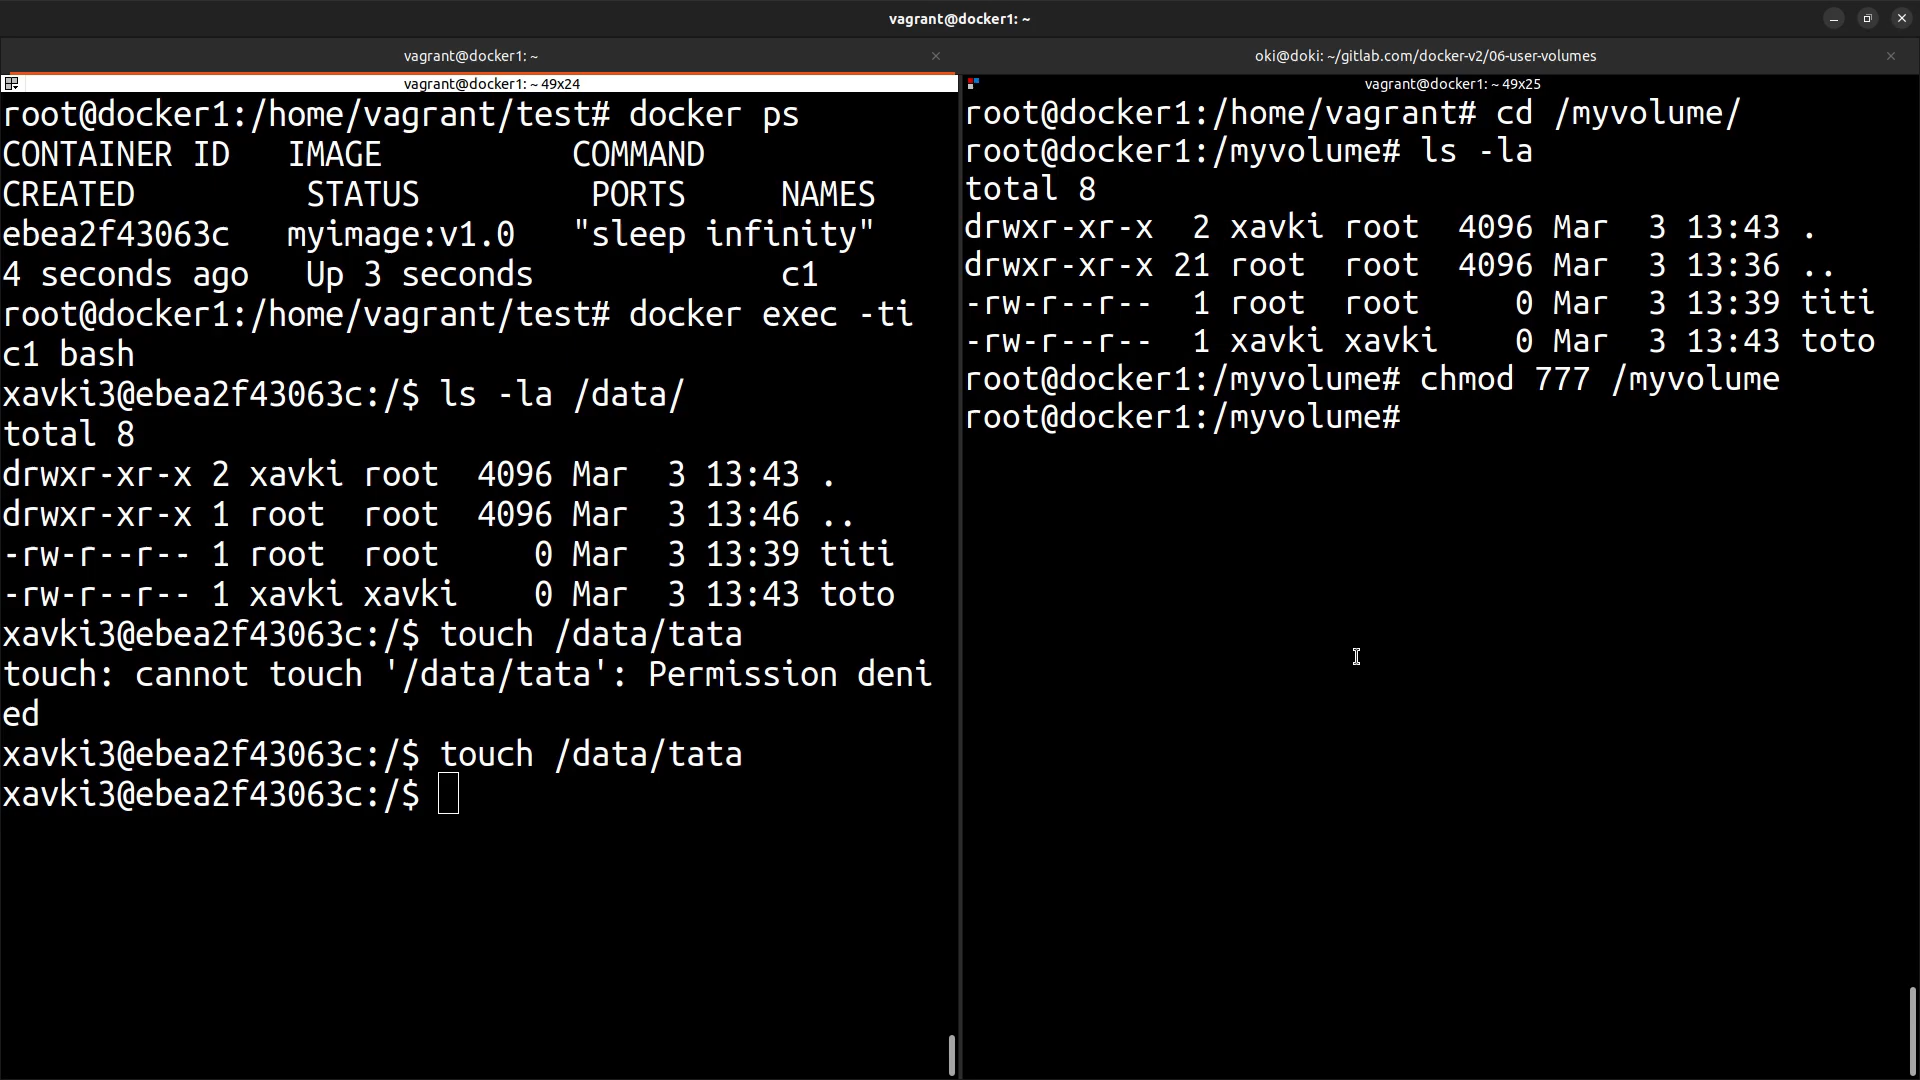 vagrant@docker1: ~
vagrant@docker1: ~
oki@doki: ~/gitlab.com/docker-v2/06-user-volumes
vagrant@docker1: ~ 49x24
root@docker1:/home/vagrant/test# docker ps
CONTAINER ID   IMAGE          COMMAND
CREATED         STATUS         PORTS     NAMES
ebea2f43063c   myimage:v1.0   "sleep infinity"
4 seconds ago   Up 3 seconds             c1
root@docker1:/home/vagrant/test# docker exec -ti
c1 bash
xavki3@ebea2f43063c:/$ ls -la /data/
total 8
drwxr-xr-x 2 xavki root  4096 Mar  3 13:43 .
drwxr-xr-x 1 root  root  4096 Mar  3 13:46 ..
-rw-r--r-- 1 root  root     0 Mar  3 13:39 titi
-rw-r--r-- 1 xavki xavki    0 Mar  3 13:43 toto
xavki3@ebea2f43063c:/$ touch /data/tata
touch: cannot touch '/data/tata': Permission deni
ed
xavki3@ebea2f43063c:/$ touch /data/tata
xavki3@ebea2f43063c:/$
vagrant@docker1: ~ 49x25
root@docker1:/home/vagrant# cd /myvolume/
root@docker1:/myvolume# ls -la
total 8
drwxr-xr-x  2 xavki root  4096 Mar  3 13:43 .
drwxr-xr-x 21 root  root  4096 Mar  3 13:36 ..
-rw-r--r--  1 root  root     0 Mar  3 13:39 titi
-rw-r--r--  1 xavki xavki    0 Mar  3 13:43 toto
root@docker1:/myvolume# chmod 777 /myvolume
root@docker1:/myvolume#